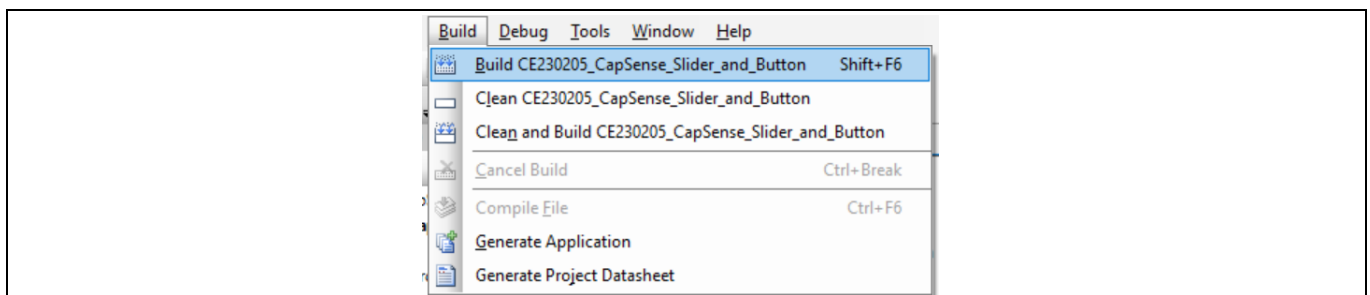 Build Debug Tools Window Help
Build CE230205_CapSense_Slider_and_Button Shift+F6
Clean CE230205_CapSense_Slider_and_Button
Clean and Build CE230205_CapSense_Slider_and_Button
Cancel Build Ctrl+Break
Compile File Ctrl+F6
Generate Application
Generate Project Datasheet